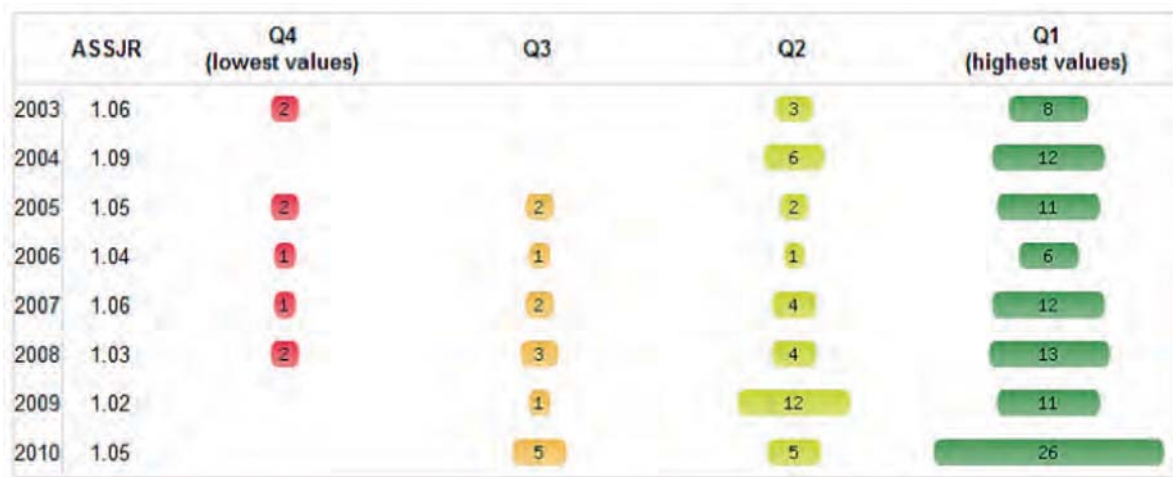 ASSJR Q4 (lowest values) Q3 Q2 Q1 (highest values)
2003 1.06 2 3 8
2004 1.09 6 12
2005 1.05 2 2 2 11
2006 1.04 1 1 1 6
2007 1.06 1 2 4 12
2008 1.03 2 3 4 13
2009 1.02 1 12 11
2010 1.05 5 5 26